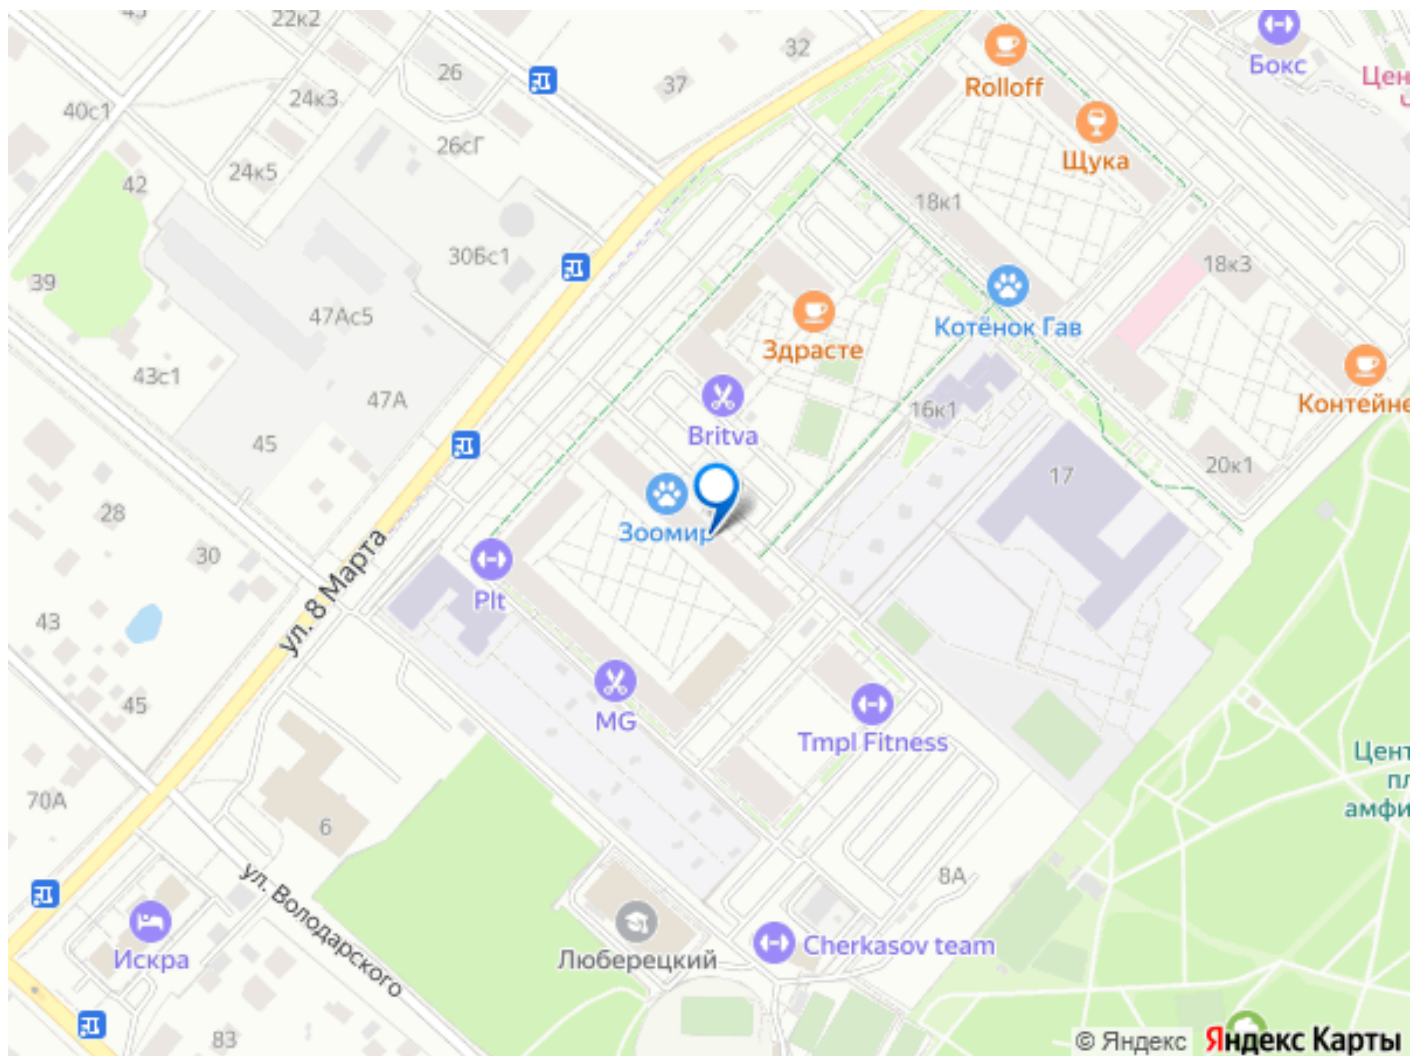 22к2
32
Бокс
26
37
Rolloff
40с1
24к3
26сГ
Щука
24к5
42
18к1
30Бс1
18к3
39
47Ас5
Котёнок Гав
Здрасте
43с1
47А
16к1
Britva
45
20к1
17
28
Зоомир
30
ул. 8 Марта
Plt
43
45
MG
Tmpl Fitness
70А
6
8А
ул. Володарского
Искра
Люберецкий
Cherkasov team
83
© Яндекс
Яндекс Карты